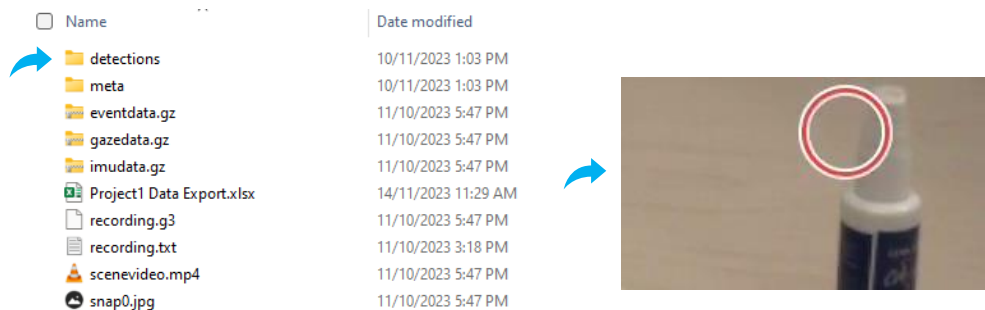 Name Date modified
detections 10/11/2023 1:03 PM
meta 10/11/2023 1:03 PM
eventdata.gz 11/10/2023 5:47 PM
gazedata.gz 11/10/2023 5:47 PM
imudata.gz 11/10/2023 5:47 PM
Project1 Data Export.xlsx 14/11/2023 11:29 AM
recording.g3 11/10/2023 5:47 PM
recording.txt 11/10/2023 3:18 PM
scenevideo.mp4 11/10/2023 5:47 PM
snap0.jpg 11/10/2023 5:47 PM